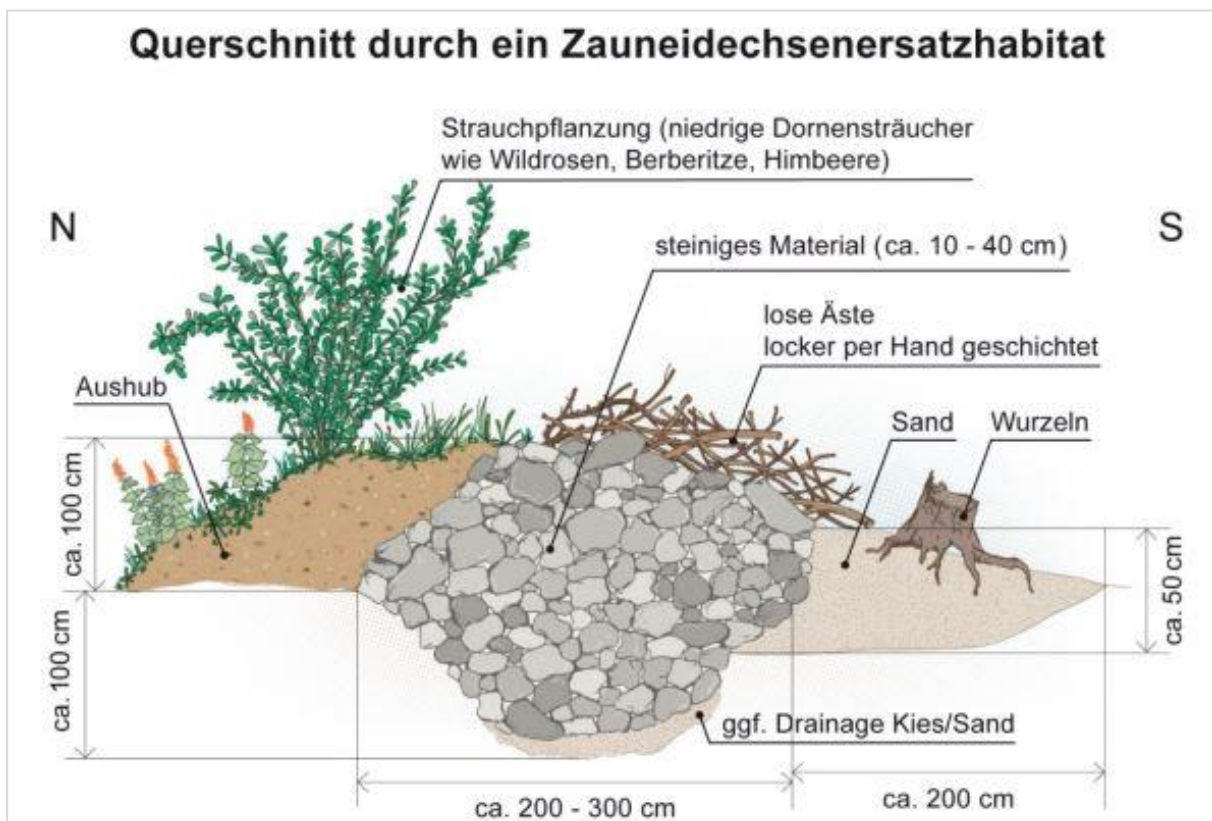 Querschnitt durch ein Zauneidechsenersatzhabitat
Strauchpflanzung (niedrige Dornensträucher
wie Wildrosen, Berberitze, Himbeere)
N
S
steiniges Material (ca. 10 - 40 cm)
lose Äste
locker per Hand geschichtet
Aushub
Sand
Wurzeln
ca. 100 cm
ca. 50 cm
ca. 100 cm
ggf. Drainage Kies/Sand
ca. 200 - 300 cm
ca. 200 cm